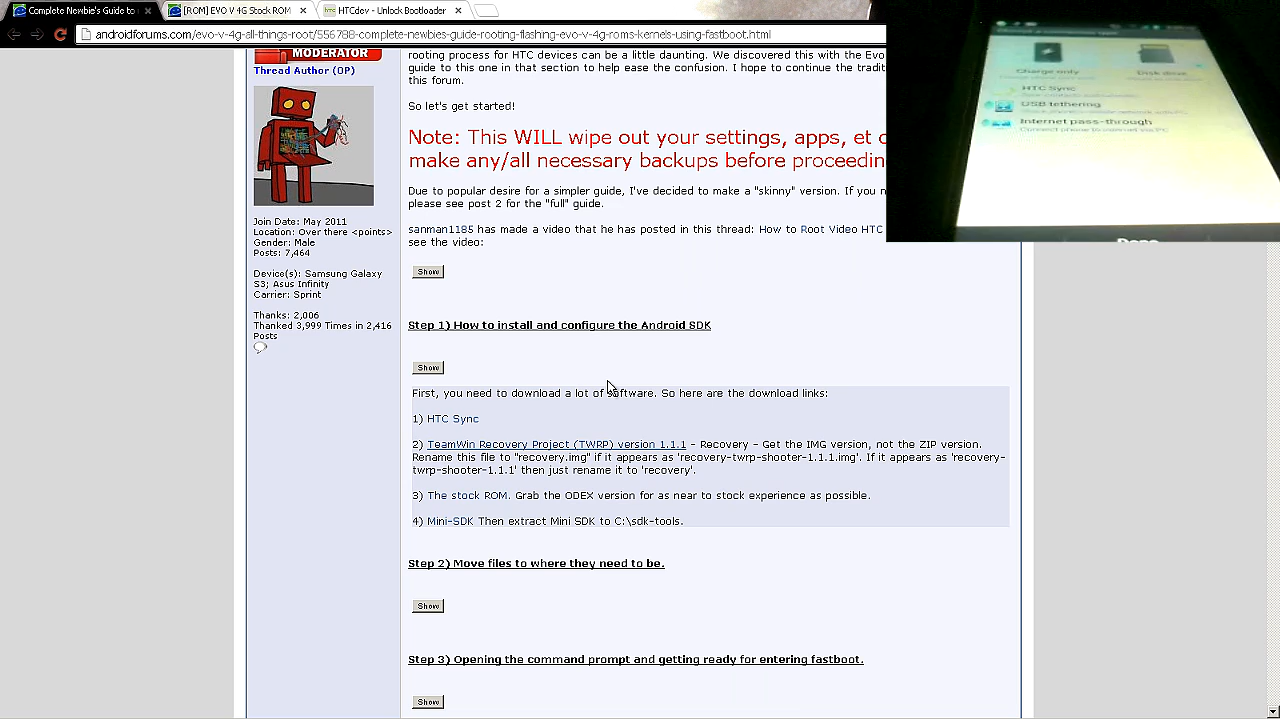 Complete Newbie's Guide to
[ROM] EVO V 4G Stock ROM
HTCdev - Unlock Bootloader
androidforums.com/evo-v-4g-all-things-root/556788-complete-newbies-guide-rooting-flashing-evo-v-4g-roms-kernels-using-fastboot.html
MODERATOR
Thread Author (OP)
Join Date: May 2011
Location: Over there <points>
Gender: Male
Posts: 7,464
Device(s): Samsung Galaxy
S3; Asus Infinity
Carrier: Sprint
Thanks: 2,006
Thanked 3,999 Times in 2,416
Posts
rooting process for HTC devices can be a little daunting. We discovered this with the Evo
guide to this one in that section to help ease the confusion. I hope to continue the tradit
this forum.
So let's get started!
Note: This WILL wipe out your settings, apps, et c
make any/all necessary backups before proceedin
Due to popular desire for a simpler guide, I've decided to make a "skinny" version. If you n
please see post 2 for the "full" guide.
sanman1185 has made a video that he has posted in this thread: How to Root Video HTC
see the video:
Show
Step 1) How to install and configure the Android SDK
Show
First, you need to download a lot of software. So here are the download links:
1) HTC Sync
2) TeamWin Recovery Project (TWRP) version 1.1.1 - Recovery - Get the IMG version, not the ZIP version.
Rename this file to "recovery.img" if it appears as 'recovery-twrp-shooter-1.1.1.img'. If it appears as 'recovery-
twrp-shooter-1.1.1' then just rename it to 'recovery'.
3) The stock ROM. Grab the ODEX version for as near to stock experience as possible.
4) Mini-SDK Then extract Mini SDK to C:\sdk-tools.
Step 2) Move files to where they need to be.
Show
Step 3) Opening the command prompt and getting ready for entering fastboot.
Show
Charge only
Disk drive
HTC Sync
USB tethering
Internet pass-through
Connect phone to Internet via PC
Done